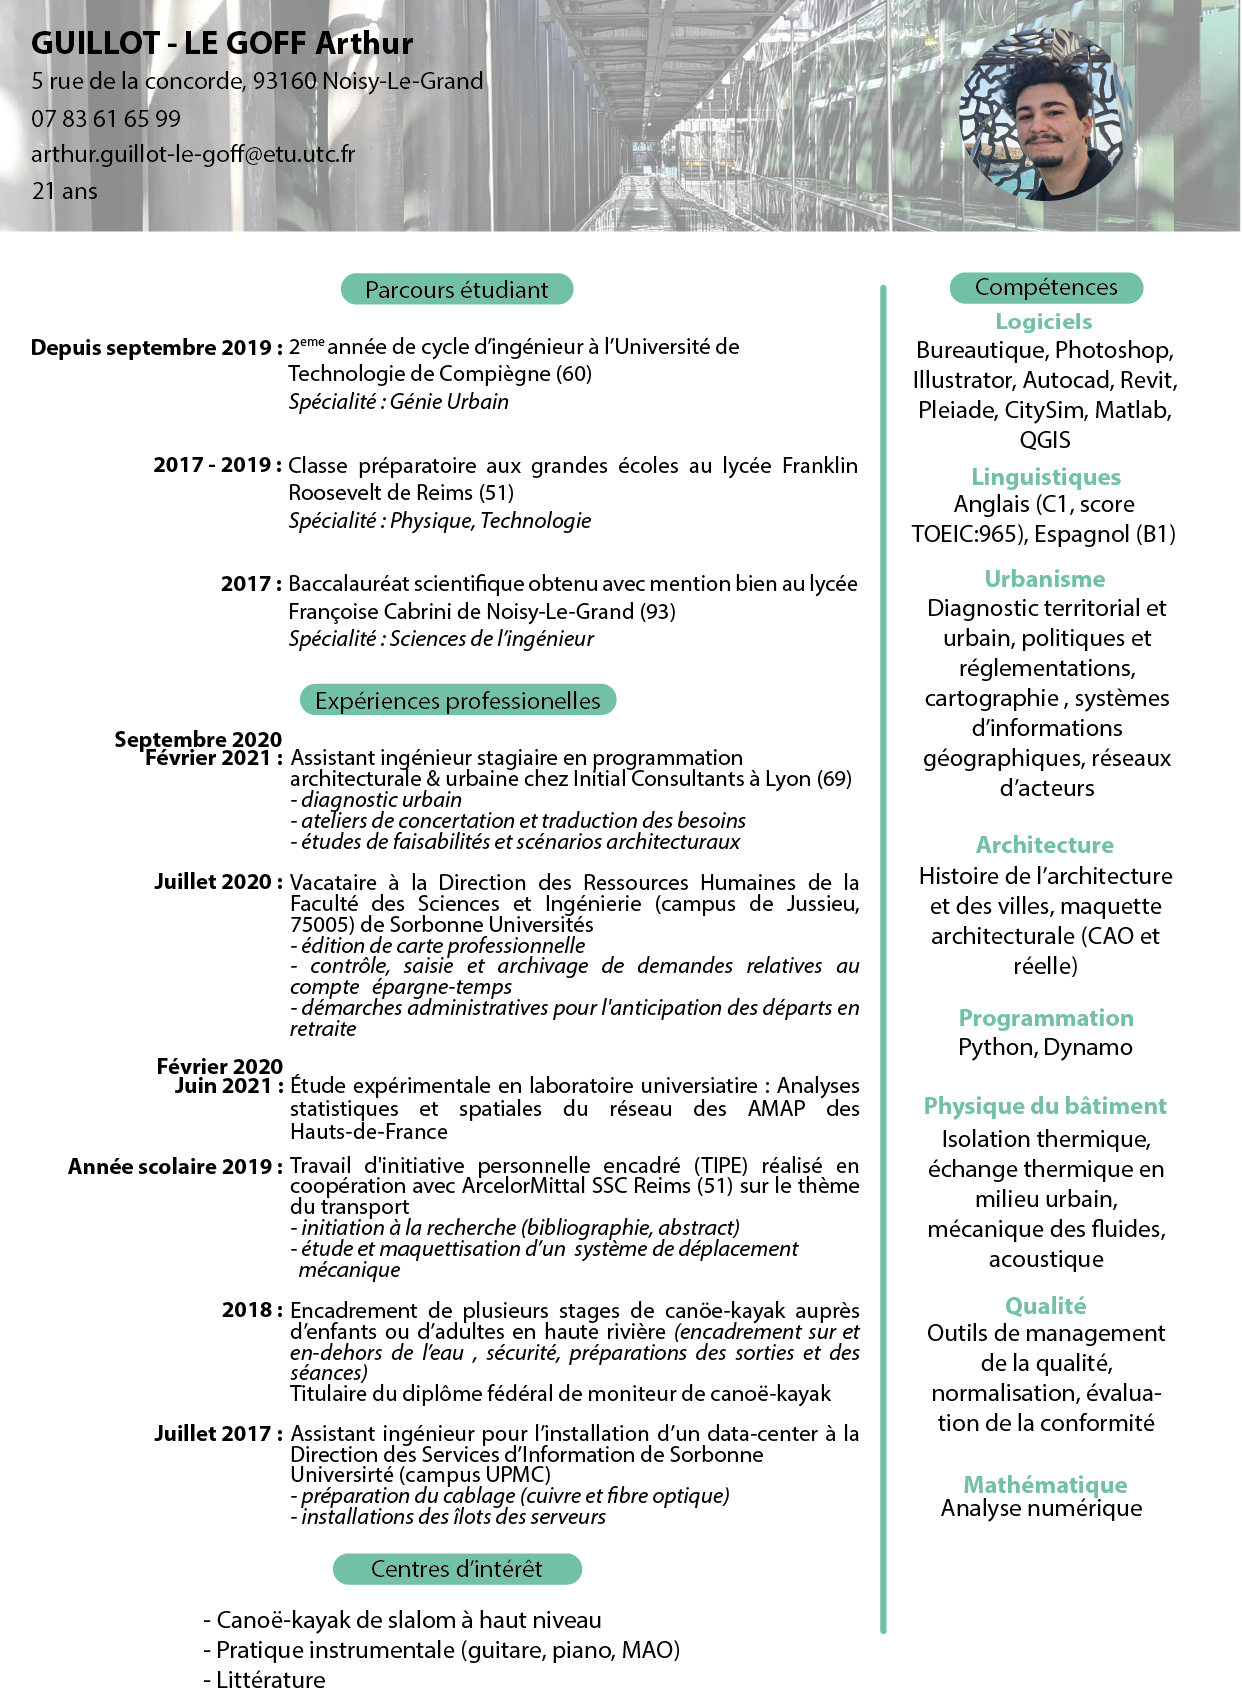 GUILLOT - LE GOFF Arthur
5 rue de la concorde, 93160 Noisy-Le-Grand
07 83 61 65 99
arthur.guillot-le-goff@etu.utc.fr
21 ans
Parcours étudiant
Depuis septembre 2019 : 2eme année de cycle d’ingénieur à l’Université de
Technologie de Compiègne (60)
Spécialité : Génie Urbain
2017 - 2019 : Classe préparatoire aux grandes écoles au lycée Franklin
Roosevelt de Reims (51)
Spécialité : Physique, Technologie
2017 : Baccalauréat scientifique obtenu avec mention bien au lycée
Françoise Cabrini de Noisy-Le-Grand (93)
Spécialité : Sciences de l’ingénieur
Expériences professionelles
Septembre 2020
Février 2021 : Assistant ingénieur stagiaire en programmation
architecturale & urbaine chez Initial Consultants à Lyon (69)
- diagnostic urbain
- ateliers de concertation et traduction des besoins
- études de faisabilités et scénarios architecturaux
Juillet 2020 : Vacataire à la Direction des Ressources Humaines de la
Faculté des Sciences et Ingénierie (campus de Jussieu,
75005) de Sorbonne Universités
- édition de carte professionnelle
- contrôle, saisie et archivage de demandes relatives au
compte épargne-temps
- démarches administratives pour l'anticipation des départs en
retraite
Février 2020
Juin 2021 : Étude expérimentale en laboratoire universiatire : Analyses
statistiques et spatiales du réseau des AMAP des
Hauts-de-France
Année scolaire 2019 : Travail d'initiative personnelle encadré (TIPE) réalisé en
coopération avec ArcelorMittal SSC Reims (51) sur le thème
du transport
- initiation à la recherche (bibliographie, abstract)
- étude et maquettisation d’un système de déplacement
mécanique
2018 : Encadrement de plusieurs stages de canöe-kayak auprès
d’enfants ou d’adultes en haute rivière (encadrement sur et
en-dehors de l’eau , sécurité, préparations des sorties et des
séances)
Titulaire du diplôme fédéral de moniteur de canoë-kayak
Juillet 2017 : Assistant ingénieur pour l’installation d’un data-center à la
Direction des Services d’Information de Sorbonne
Universirté (campus UPMC)
- préparation du cablage (cuivre et fibre optique)
- installations des îlots des serveurs
Centres d’intérêt
- Canoë-kayak de slalom à haut niveau
- Pratique instrumentale (guitare, piano, MAO)
- Littérature
Compétences
Logiciels
Bureautique, Photoshop,
Illustrator, Autocad, Revit,
Pleiade, CitySim, Matlab,
QGIS
Linguistiques
Anglais (C1, score
TOEIC:965), Espagnol (B1)
Urbanisme
Diagnostic territorial et
urbain, politiques et
réglementations,
cartographie , systèmes
d’informations
géographiques, réseaux
d’acteurs
Architecture
Histoire de l’architecture
et des villes, maquette
architecturale (CAO et
réelle)
Programmation
Python, Dynamo
Physique du bâtiment
Isolation thermique,
échange thermique en
milieu urbain,
mécanique des fluides,
acoustique
Qualité
Outils de management
de la qualité,
normalisation, évalua-
tion de la conformité
Mathématique
Analyse numérique